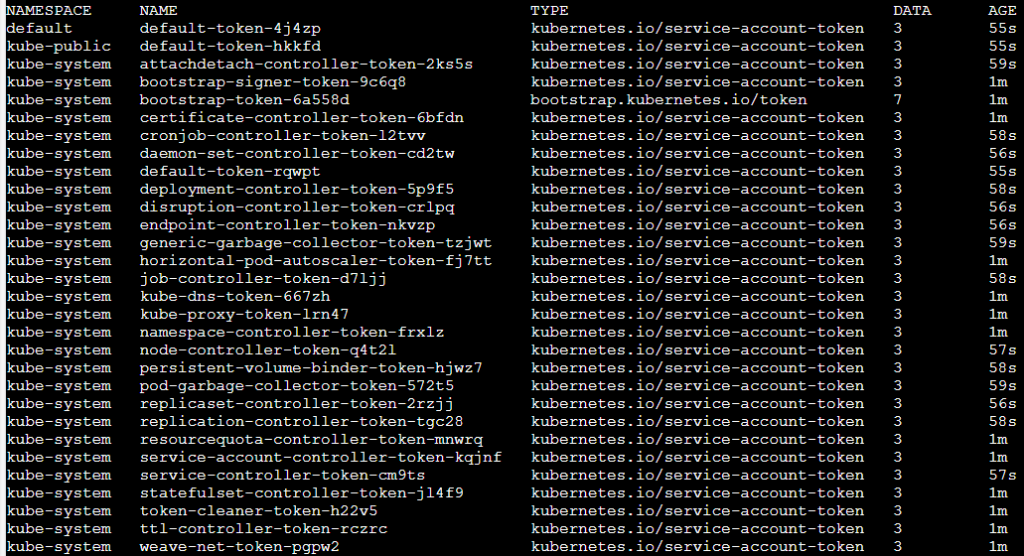 NAMESPACE NAME TYPE DATA AGE
default default-token-4j4zp kubernetes.io/service-account-token 3 55s
kube-public default-token-hkkfd kubernetes.io/service-account-token 3 55s
kube-system attachdetach-controller-token-2ks5s kubernetes.io/service-account-token 3 59s
kube-system bootstrap-signer-token-9c6q8 kubernetes.io/service-account-token 3 1m
kube-system bootstrap-token-6a558d bootstrap.kubernetes.io/token 7 1m
kube-system certificate-controller-token-6bfdn kubernetes.io/service-account-token 3 1m
kube-system cronjob-controller-token-l2tvv kubernetes.io/service-account-token 3 58s
kube-system daemon-set-controller-token-cd2tw kubernetes.io/service-account-token 3 56s
kube-system default-token-rqwpt kubernetes.io/service-account-token 3 55s
kube-system deployment-controller-token-5p9f5 kubernetes.io/service-account-token 3 58s
kube-system disruption-controller-token-crlpq kubernetes.io/service-account-token 3 56s
kube-system endpoint-controller-token-nkvzp kubernetes.io/service-account-token 3 56s
kube-system generic-garbage-collector-token-tzjwt kubernetes.io/service-account-token 3 59s
kube-system horizontal-pod-autoscaler-token-fj7tt kubernetes.io/service-account-token 3 1m
kube-system job-controller-token-d7ljj kubernetes.io/service-account-token 3 58s
kube-system kube-dns-token-667zh kubernetes.io/service-account-token 3 1m
kube-system kube-proxy-token-lrn47 kubernetes.io/service-account-token 3 1m
kube-system namespace-controller-token-frxlz kubernetes.io/service-account-token 3 1m
kube-system node-controller-token-q4t2l kubernetes.io/service-account-token 3 57s
kube-system persistent-volume-binder-token-hjwz7 kubernetes.io/service-account-token 3 58s
kube-system pod-garbage-collector-token-572t5 kubernetes.io/service-account-token 3 59s
kube-system replicaset-controller-token-2rzjj kubernetes.io/service-account-token 3 56s
kube-system replication-controller-token-tgc28 kubernetes.io/service-account-token 3 58s
kube-system resourcequota-controller-token-mnwrq kubernetes.io/service-account-token 3 1m
kube-system service-account-controller-token-kqjnf kubernetes.io/service-account-token 3 1m
kube-system service-controller-token-cm9ts kubernetes.io/service-account-token 3 57s
kube-system statefulset-controller-token-jl4f9 kubernetes.io/service-account-token 3 1m
kube-system token-cleaner-token-h22v5 kubernetes.io/service-account-token 3 1m
kube-system ttl-controller-token-rczrc kubernetes.io/service-account-token 3 1m
kube-system weave-net-token-pgpw2 kubernetes.io/service-account-token 3 1m